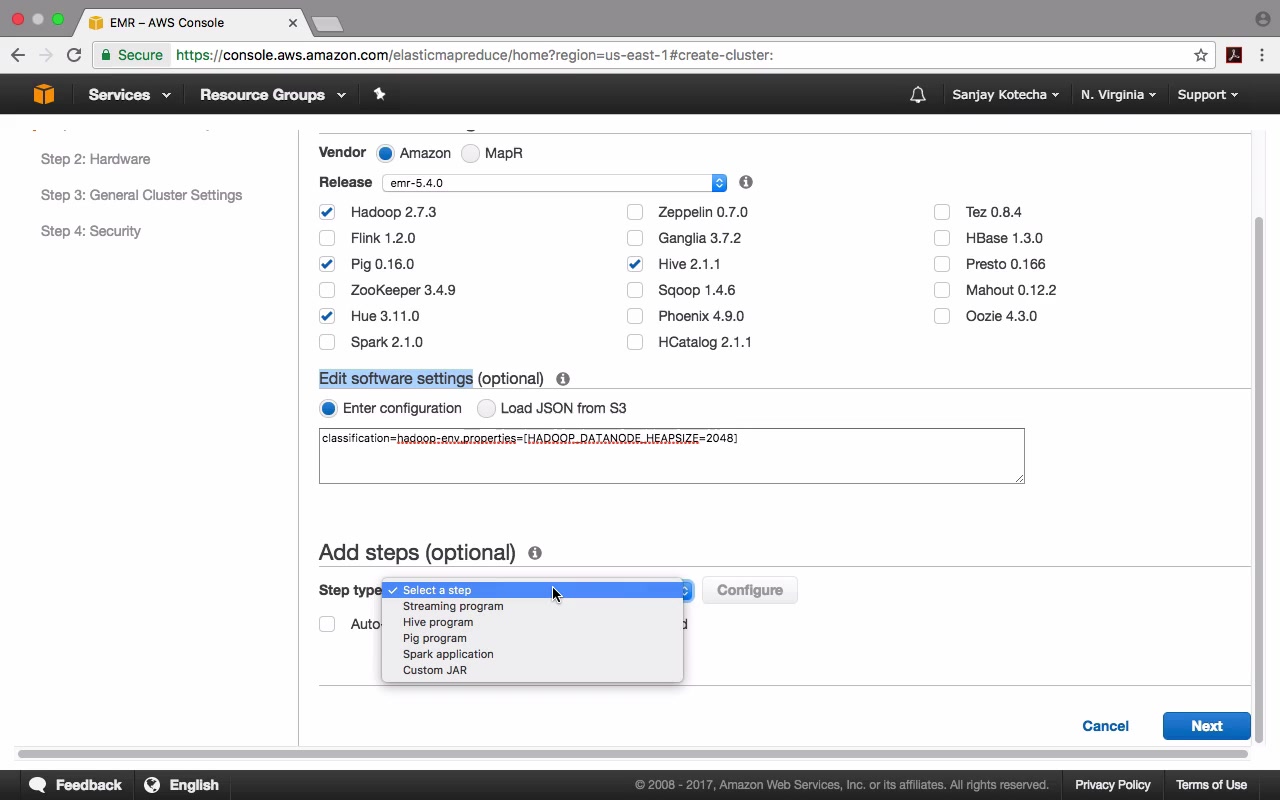 EMR – AWS Console
Secure https://console.aws.amazon.com/elasticmapreduce/home?region=us-east-1#create-cluster:
Services Resource Groups Sanjay Kotecha N. Virginia Support
Step 2: Hardware
Step 3: General Cluster Settings
Step 4: Security
Vendor Amazon MapR
Release emr-5.4.0
Hadoop 2.7.3 Zeppelin 0.7.0 Tez 0.8.4
Flink 1.2.0 Ganglia 3.7.2 HBase 1.3.0
Pig 0.16.0 Hive 2.1.1 Presto 0.166
ZooKeeper 3.4.9 Sqoop 1.4.6 Mahout 0.12.2
Hue 3.11.0 Phoenix 4.9.0 Oozie 4.3.0
Spark 2.1.0 HCatalog 2.1.1
Edit software settings (optional)
Enter configuration Load JSON from S3
classification=hadoop-env,properties=[HADOOP_DATANODE_HEAPSIZE=2048]
Add steps (optional)
Step type Select a step Configure
Streaming program
Hive program
Auto-
Pig program
Spark application
Custom JAR
Cancel Next
Feedback English © 2008 - 2017, Amazon Web Services, Inc. or its affiliates. All rights reserved. Privacy Policy Terms of Use